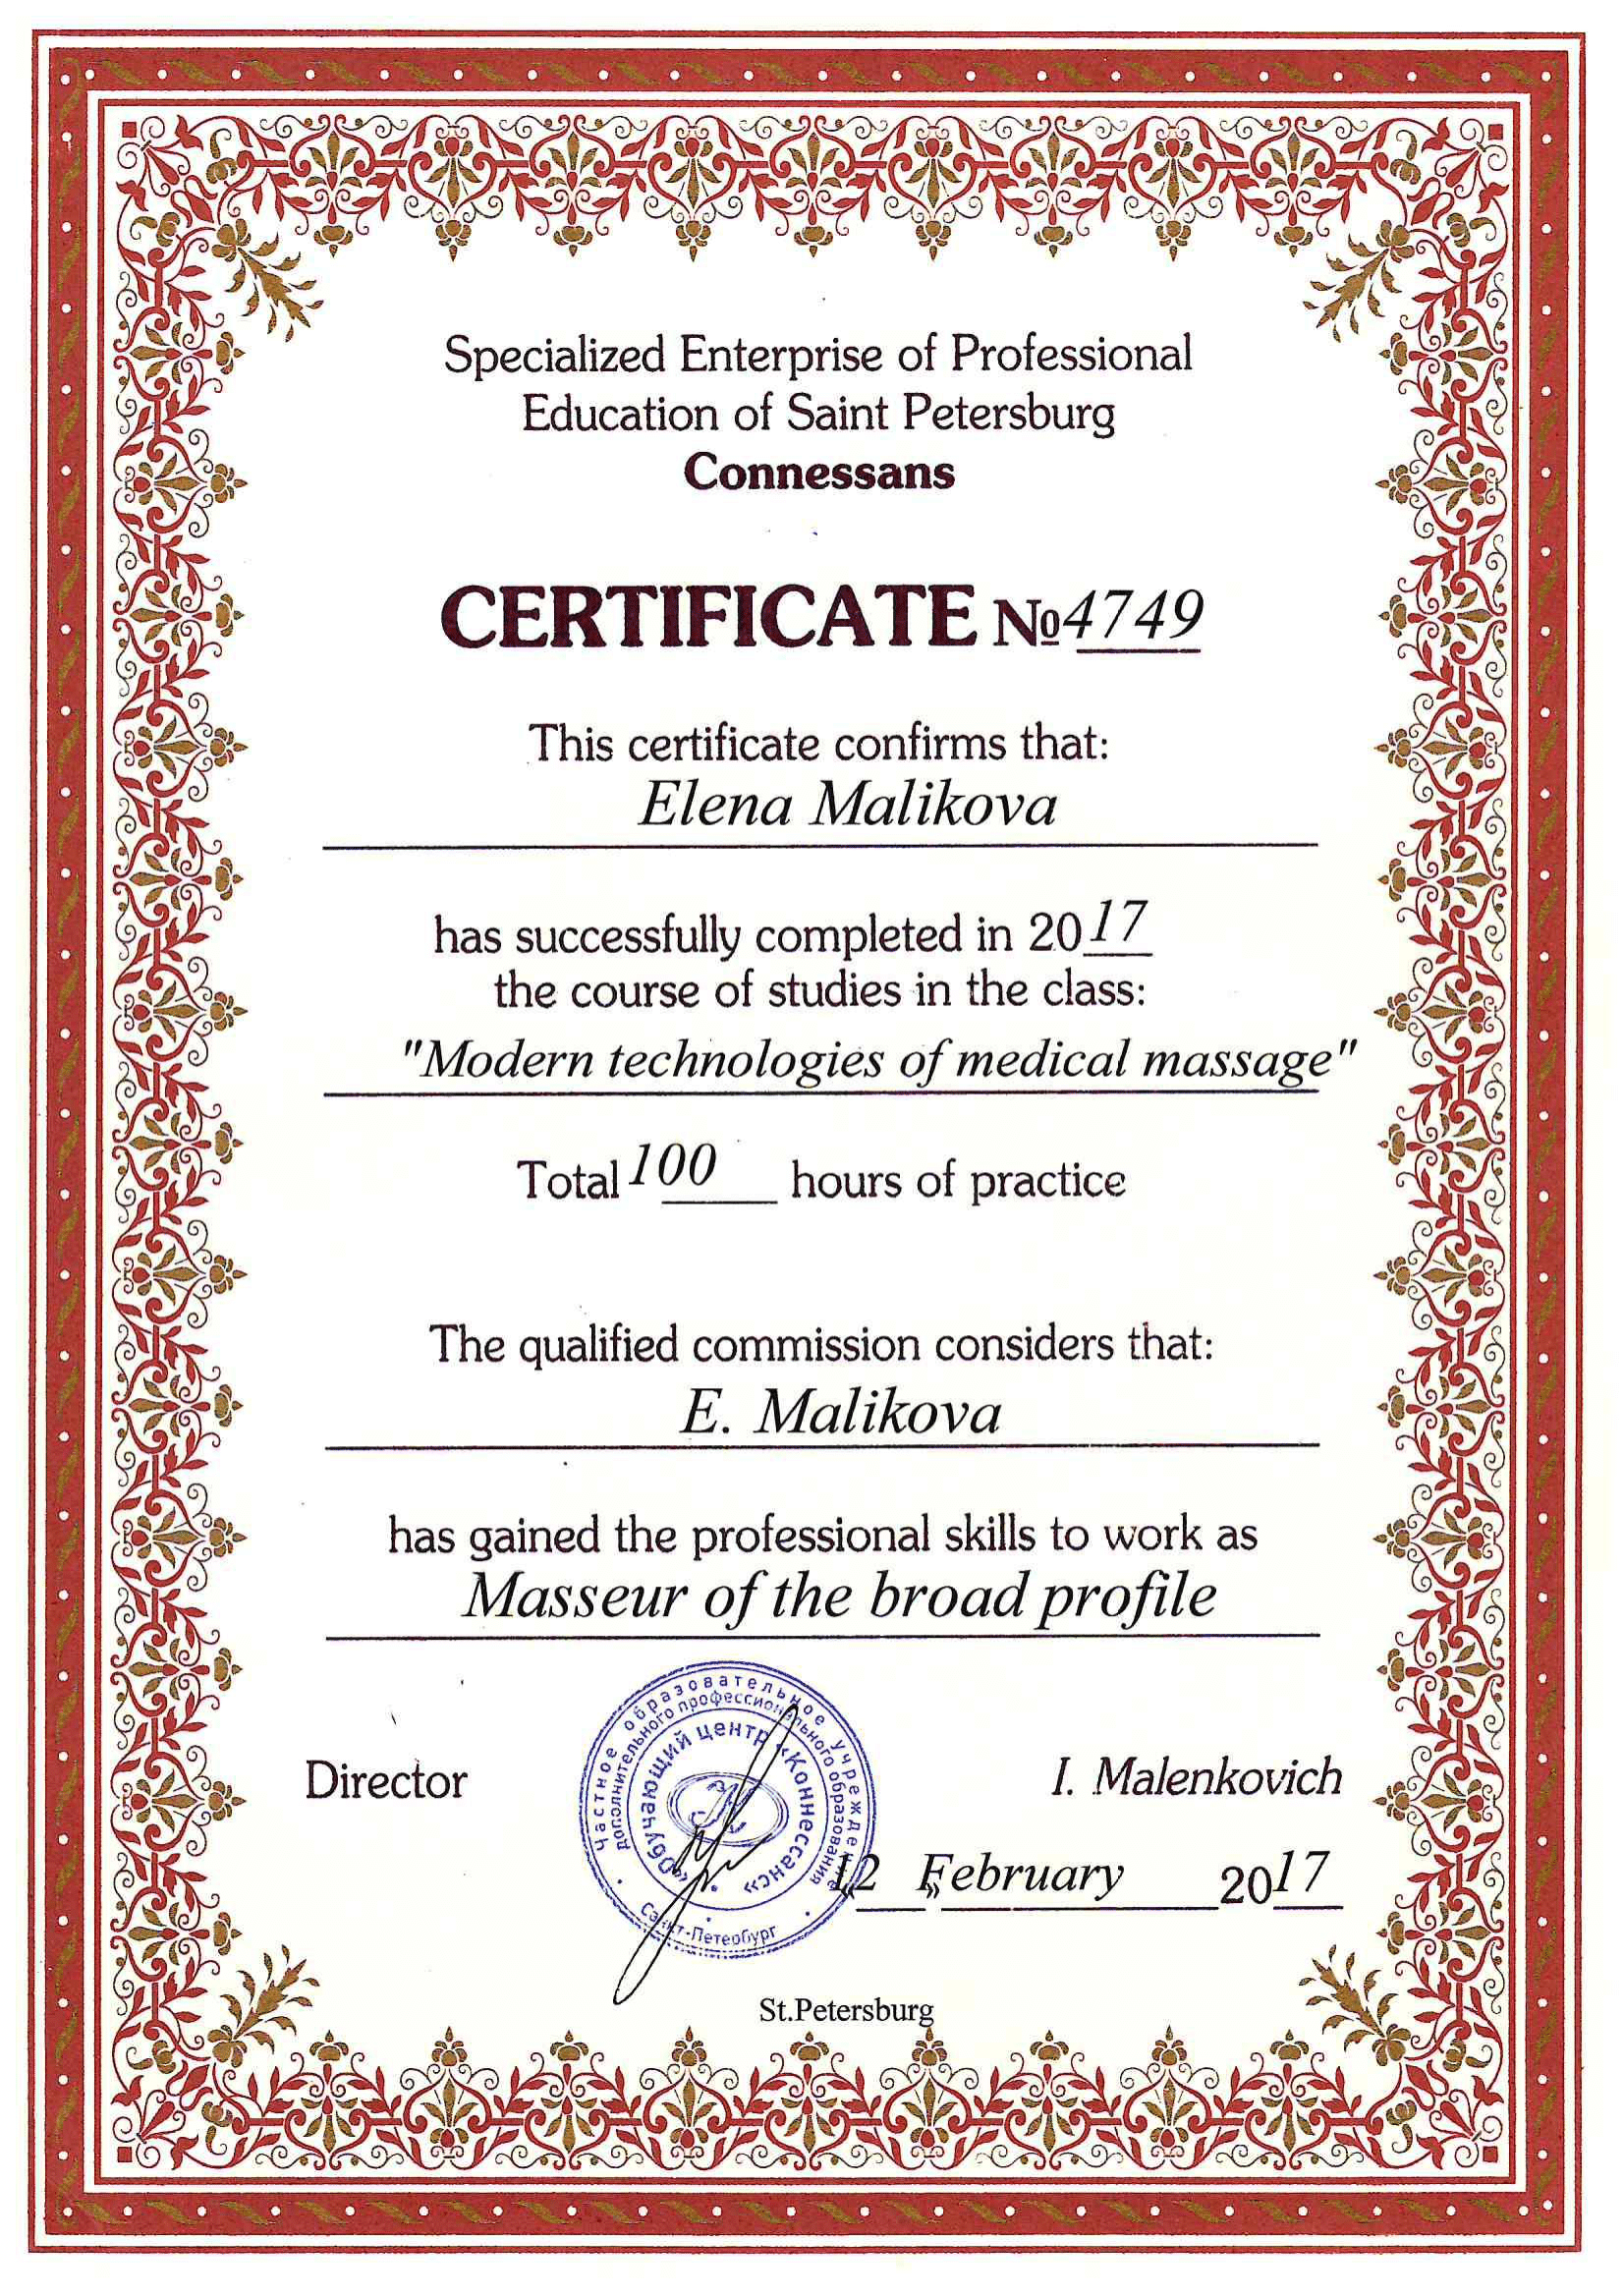 Specialized Enterprise of Professional
Education of Saint Petersburg
Connessans
CERTIFICATE №4749
This certificate confirms that:
Elena Malikova
has successfully completed in 2017
the course of studies in the class:
"Modern technologies of medical massage"
Total 100 hours of practice
The qualified commission considers that:
E. Malikova
has gained the professional skills to work as
Masseur of the broad profile
Частное образовательное учреждение
дополнительного профессионального образования
«Обучающий центр «Коннессанс»
Санкт-Петербург
Director
I. Malenkovich
«12» February 2017
St.Petersburg